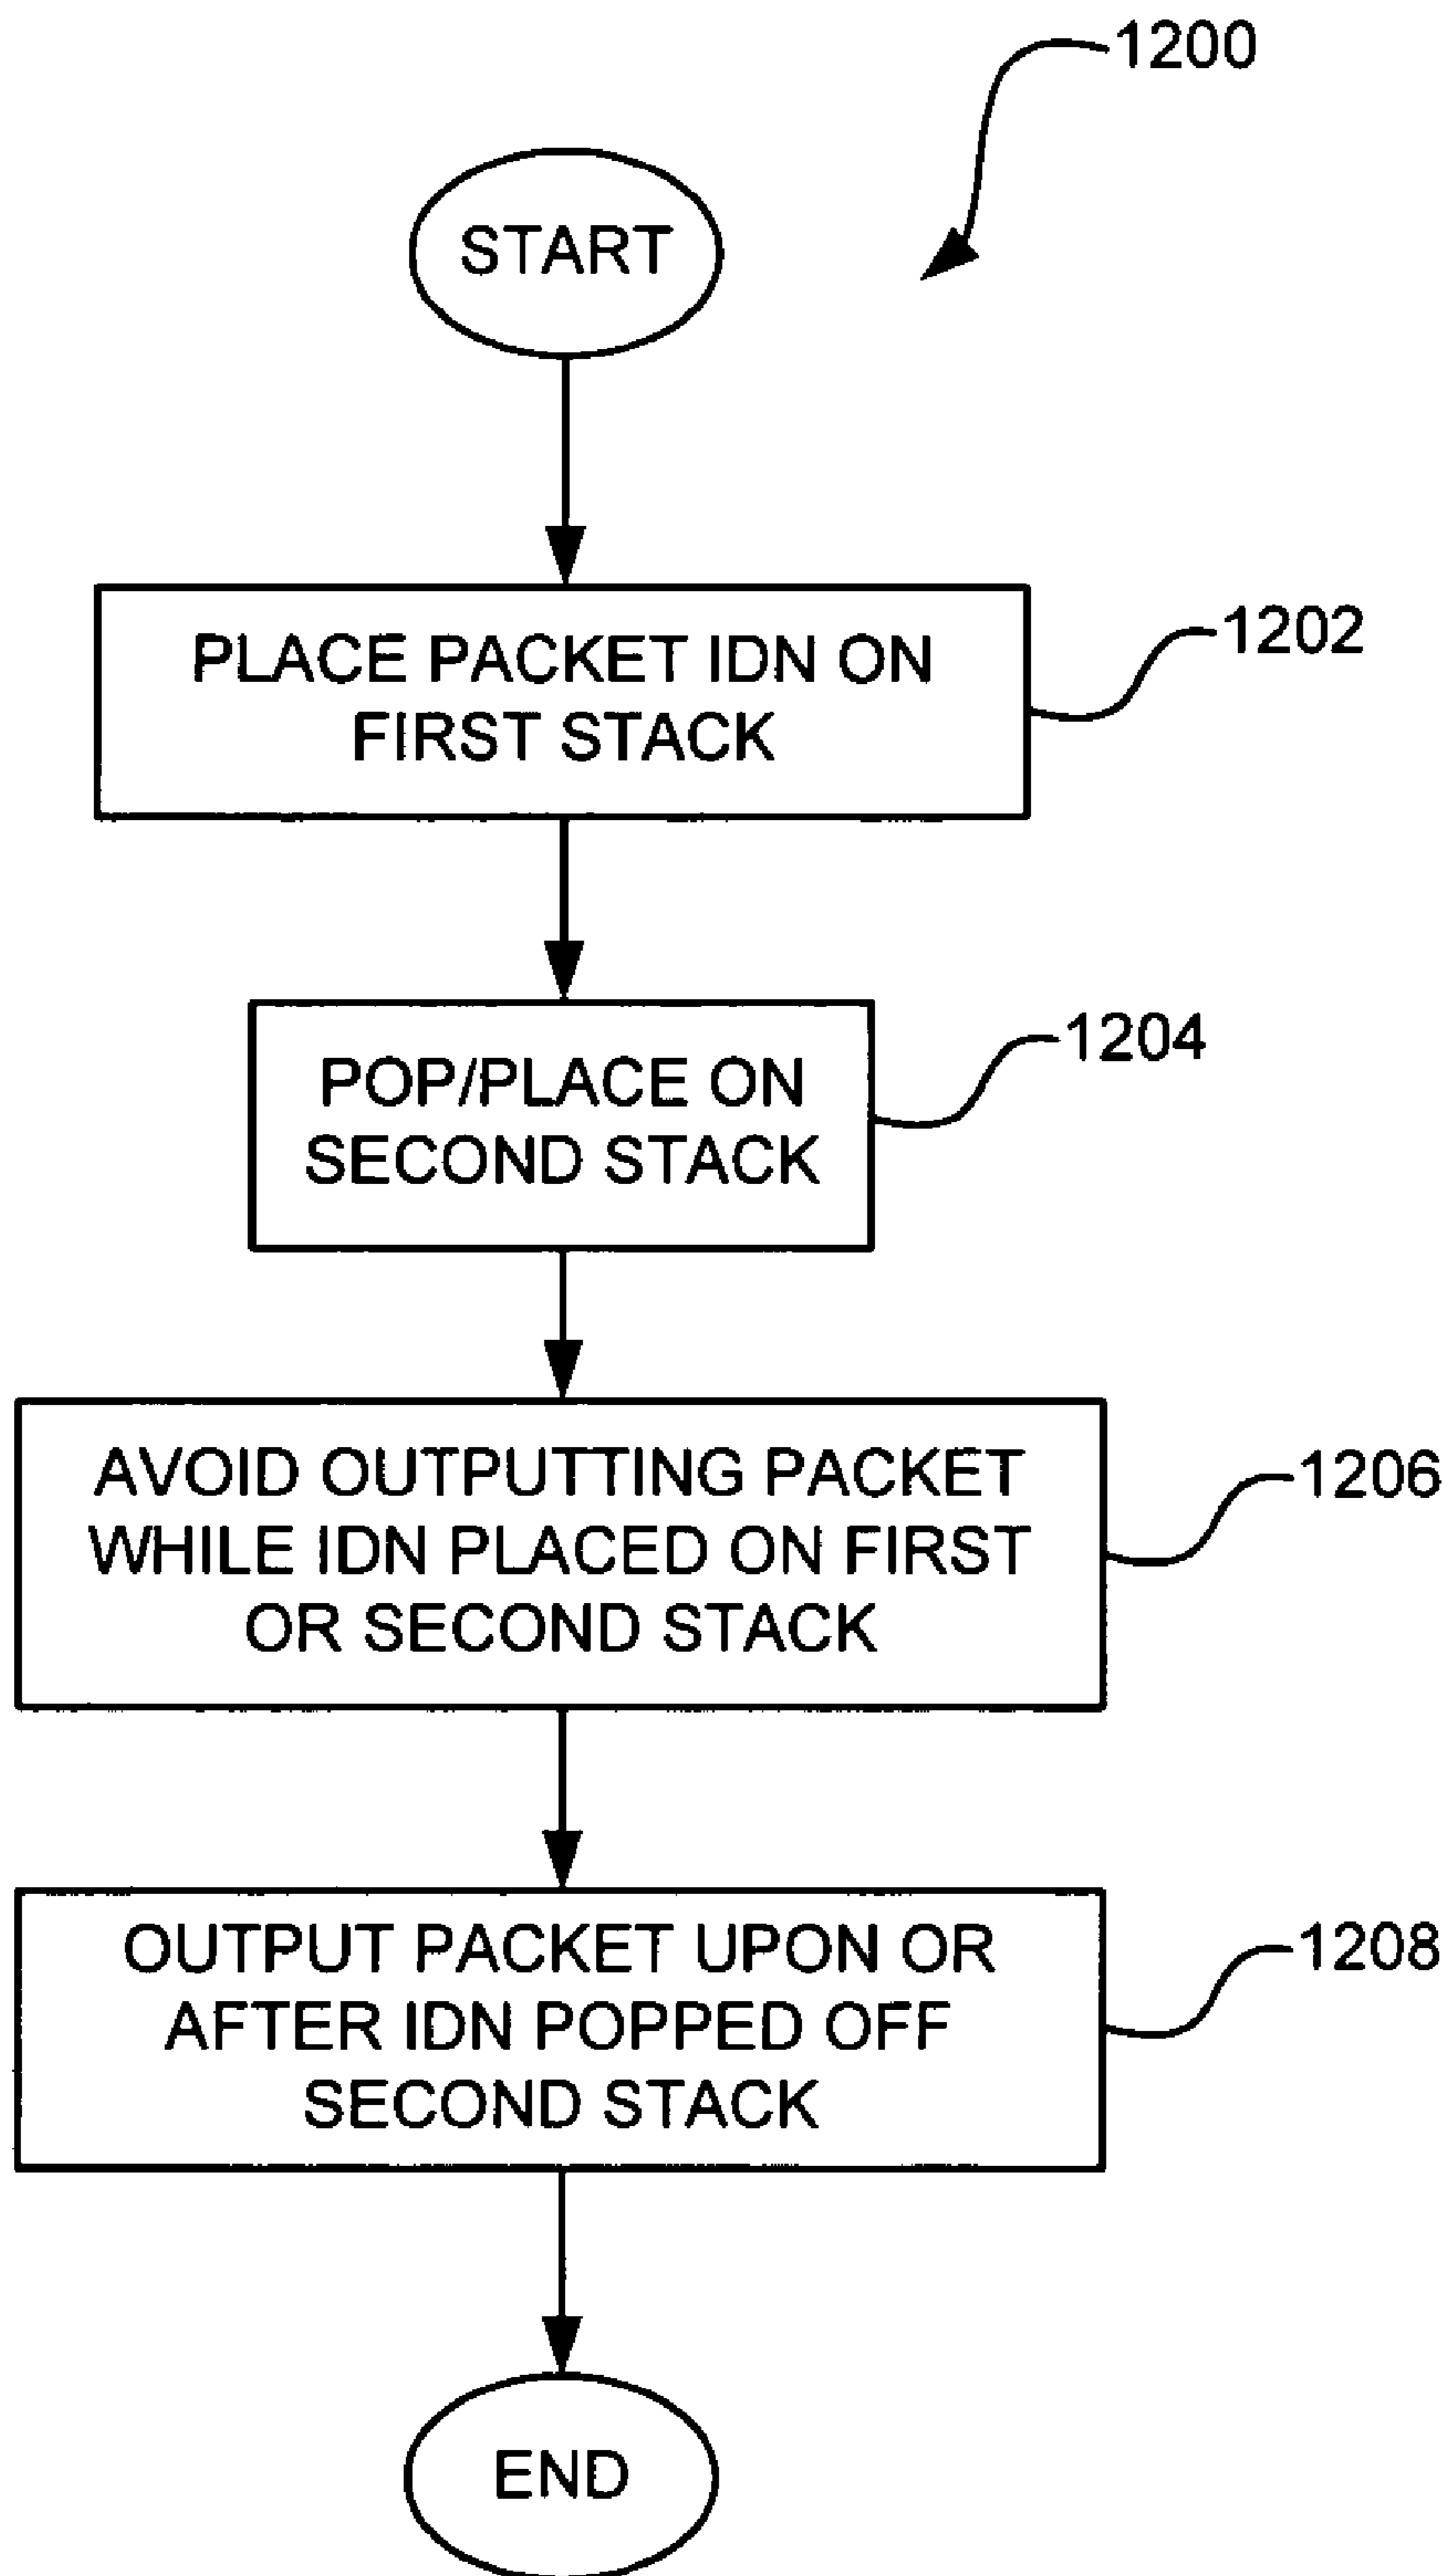 1200
START
PLACE PACKET IDN ON
FIRST STACK
1202
POP/PLACE ON
SECOND STACK
1204
AVOID OUTPUTTING PACKET
WHILE IDN PLACED ON FIRST
OR SECOND STACK
1206
OUTPUT PACKET UPON OR
AFTER IDN POPPED OFF
SECOND STACK
1208
END